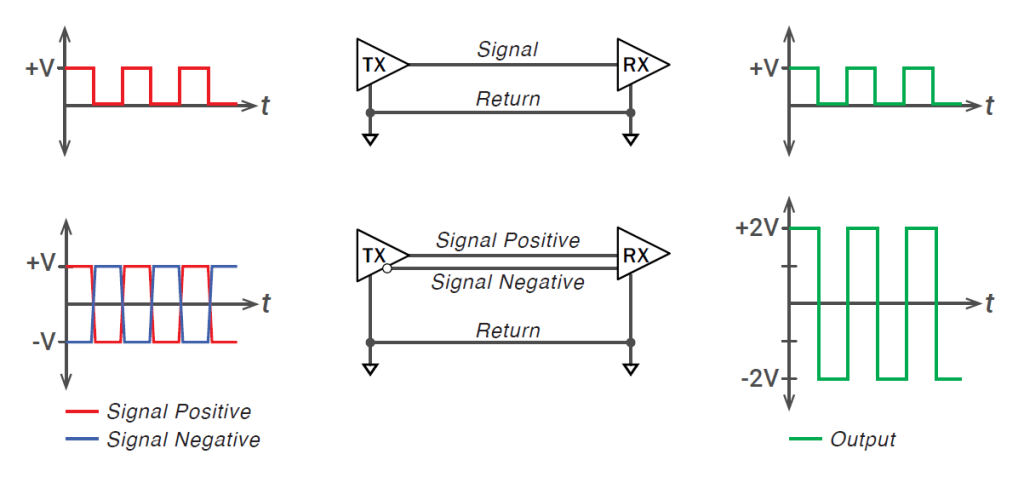 +V
t
TX
Signal
RX
Return
+V
t
+V
-V
t
Signal Positive
Signal Negative
TX
Signal Positive
Signal Negative
RX
Return
+2V
-2V
t
Output